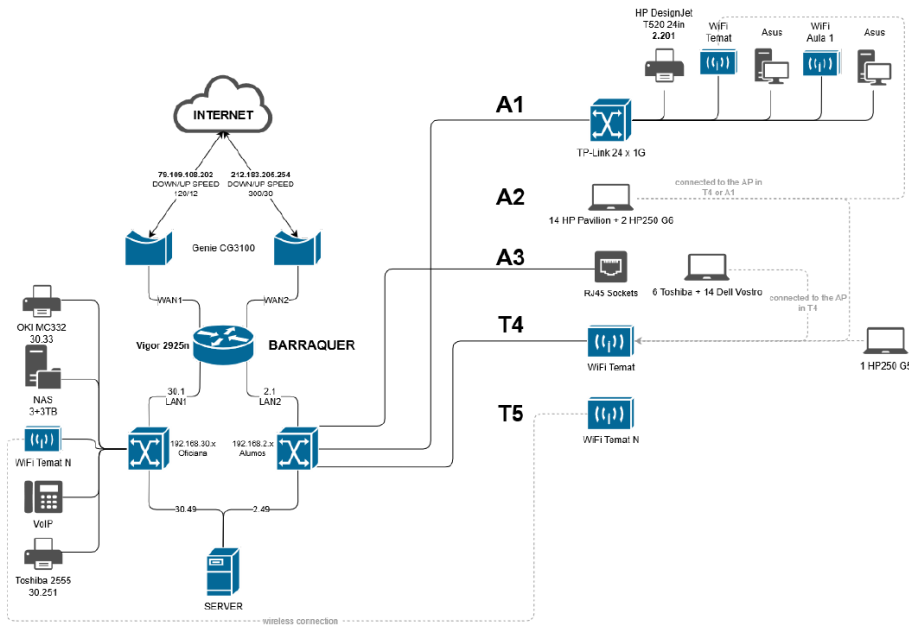 HP DesignJet
T520 24in
2.201
WiFi
Temat
Asus
WiFi
Aula 1
Asus
INTERNET
A1
TP-Link 24 x 1G
79.109.108.202
DOWN/UP SPEED
120/12
212.183.205.254
DOWN/UP SPEED
300/30
A2
connected to the AP in
T4 or A1
14 HP Pavilion + 2 HP250 G6
Genie CG3100
A3
RJ45 Sockets
6 Toshiba + 14 Dell Vostro
connected to the AP
in T4
WAN1
WAN2
OKI MC332
30.33
Vigor 2925n
BARRAQUER
T4
WiFi Temat
1 HP250 G5
NAS
3+3TB
30.1
LAN1
2.1
LAN2
T5
WiFi Temat N
192.168.30.x
Oficiana
192.168.2.x
Alumos
WiFi Temat N
VoIP
30.49
2.49
Toshiba 2555
30.251
SERVER
wireless connection